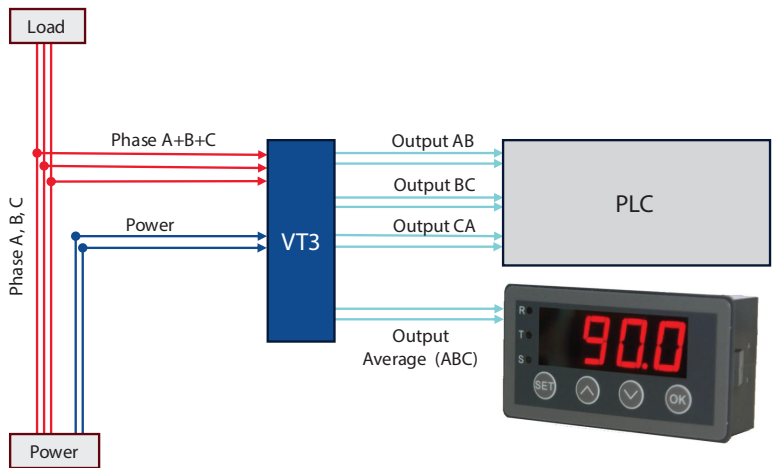 Load
Phase A+B+C
Output AB
Output BC
PLC
Phase A, B, C
Power
VT3
Output CA
Output
Average (ABC)
R
T
S
90.0
SET
OK
Power